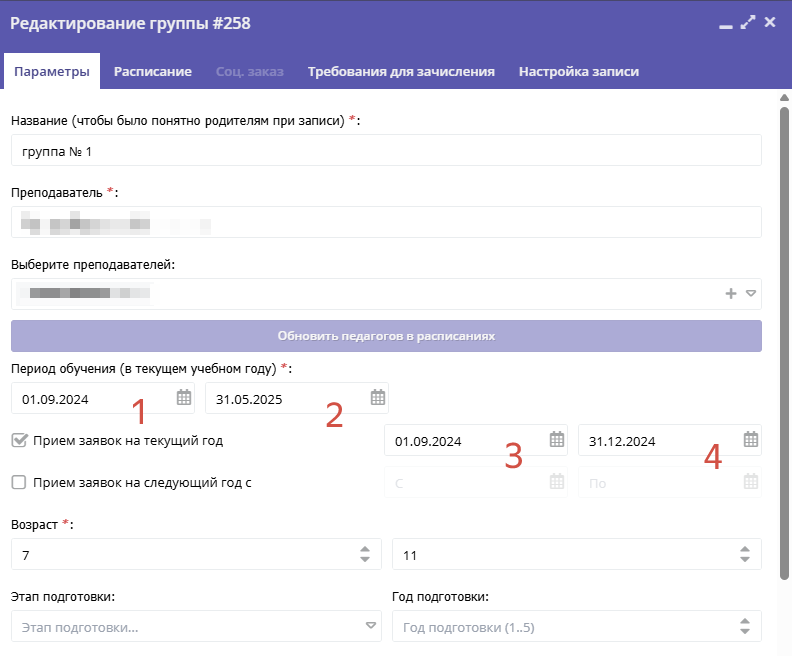 Редактирование группы #258
Параметры Расписание Соц. заказ Требования для зачисления Настройка записи
Название (чтобы было понятно родителям при записи) *:
группа № 1
Преподаватель *:
Выберите преподавателей:
Обновить педагогов в расписаниях
Период обучения (в текущем учебном году) *:
01.09.2024 1 31.05.2025 2
Прием заявок на текущий год 01.09.2024 3 31.12.2024 4
Прием заявок на следующий год с С По
Возраст *:
7 11
Этап подготовки: Год подготовки:
Этап подготовки... Год подготовки (1..5)